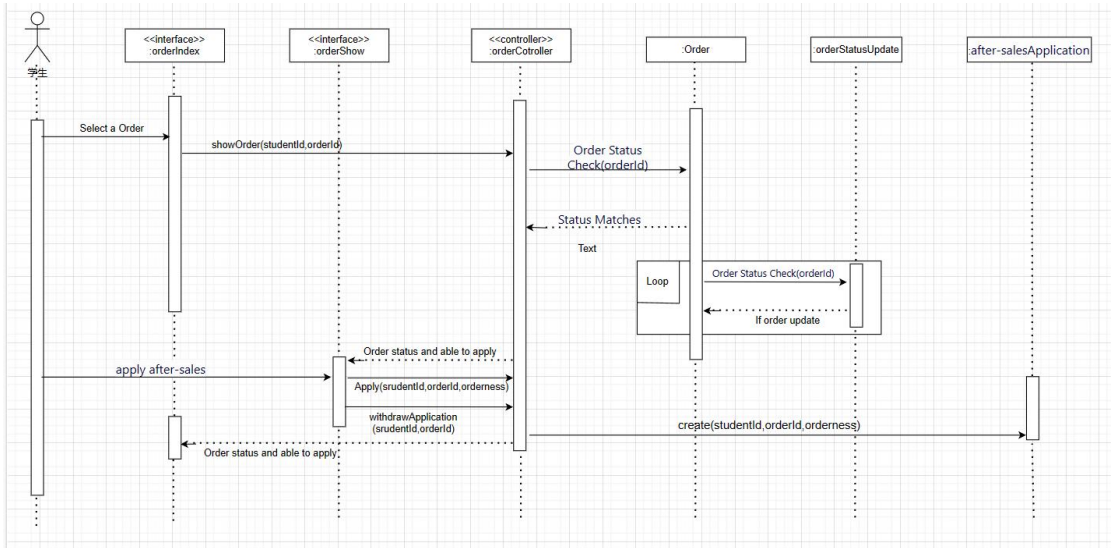 <<interface>>
:orderIndex
<<interface>>
:orderShow
<<controller>>
:orderCotroller
:Order
:orderStatusUpdate
:after-salesApplication
学生
Select a Order
showOrder(studentId,orderId)
Order Status
Check(orderId)
Status Matches
Text
Loop
Order Status Check(orderId)
If order update
Order status and able to apply
apply after-sales
Apply(srudentId,orderId,orderness)
withdrawApplication
(srudentId,orderId)
create(studentId,orderId,orderness)
Order status and able to apply